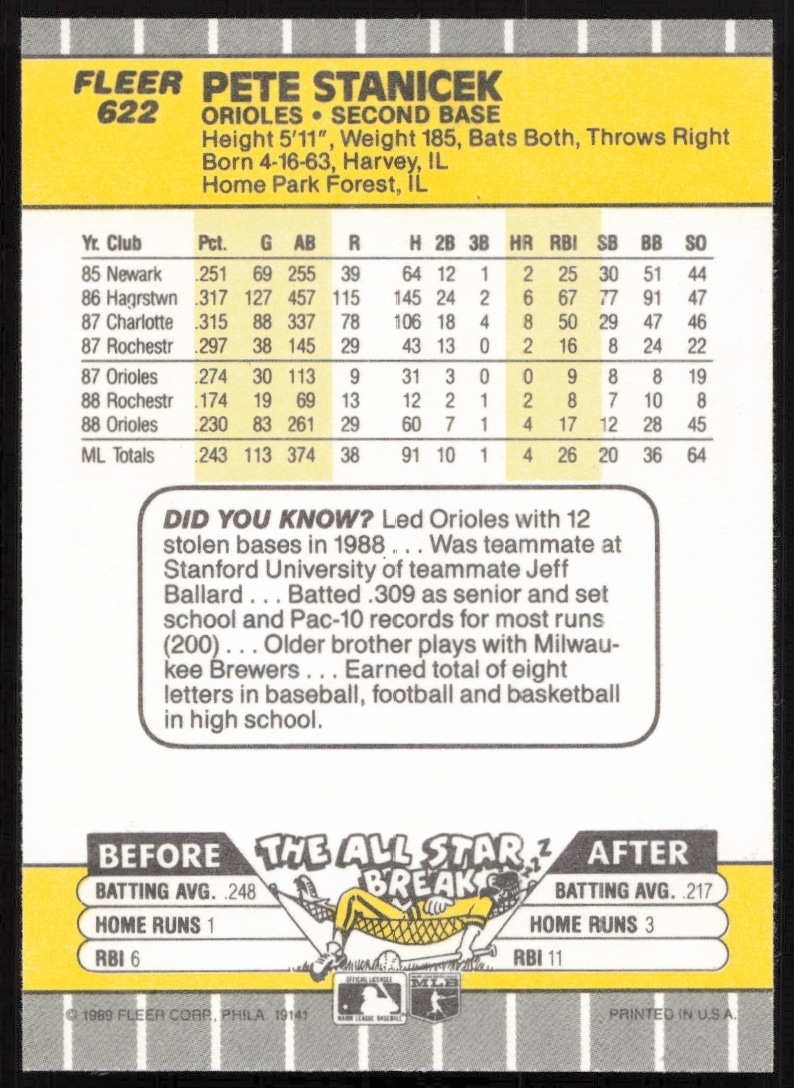 FLEER
622
PETE STANICEK
ORIOLES • SECOND BASE
Height 5'11", Weight 185, Bats Both, Throws Right
Born 4-16-63, Harvey, IL
Home Park Forest, IL
Yr. Club Pct. G AB R H 2B 3B HR RBI SB BB SO
85 Newark .251 69 255 39 64 12 1 2 25 30 51 44
86 Hagrstwn .317 127 457 115 145 24 2 6 67 77 91 47
87 Charlotte .315 88 337 78 106 18 4 8 50 29 47 46
87 Rochestr .297 38 145 29 43 13 0 2 16 8 24 22
87 Orioles .274 30 113 9 31 3 0 0 9 8 8 19
88 Rochestr .174 19 69 13 12 2 1 2 8 7 10 8
88 Orioles .230 83 261 29 60 7 1 4 17 12 28 45
ML Totals .243 113 374 38 91 10 1 4 26 20 36 64
DID YOU KNOW? Led Orioles with 12
stolen bases in 1988 . . . Was teammate at
Stanford University of teammate Jeff
Ballard . . . Batted .309 as senior and set
school and Pac-10 records for most runs
(200) . . . Older brother plays with Milwau-
kee Brewers . . . Earned total of eight
letters in baseball, football and basketball
in high school.
THE ALL STAR
BREAK
ZZZZ
BEFORE
BATTING AVG. .248
HOME RUNS 1
RBI 6
AFTER
BATTING AVG. .217
HOME RUNS 3
RBI 11
OFFICIAL LICENSEE
MAJOR LEAGUE BASEBALL
MLB
© 1989 FLEER CORP., PHILA. 19141
PRINTED IN U.S.A.